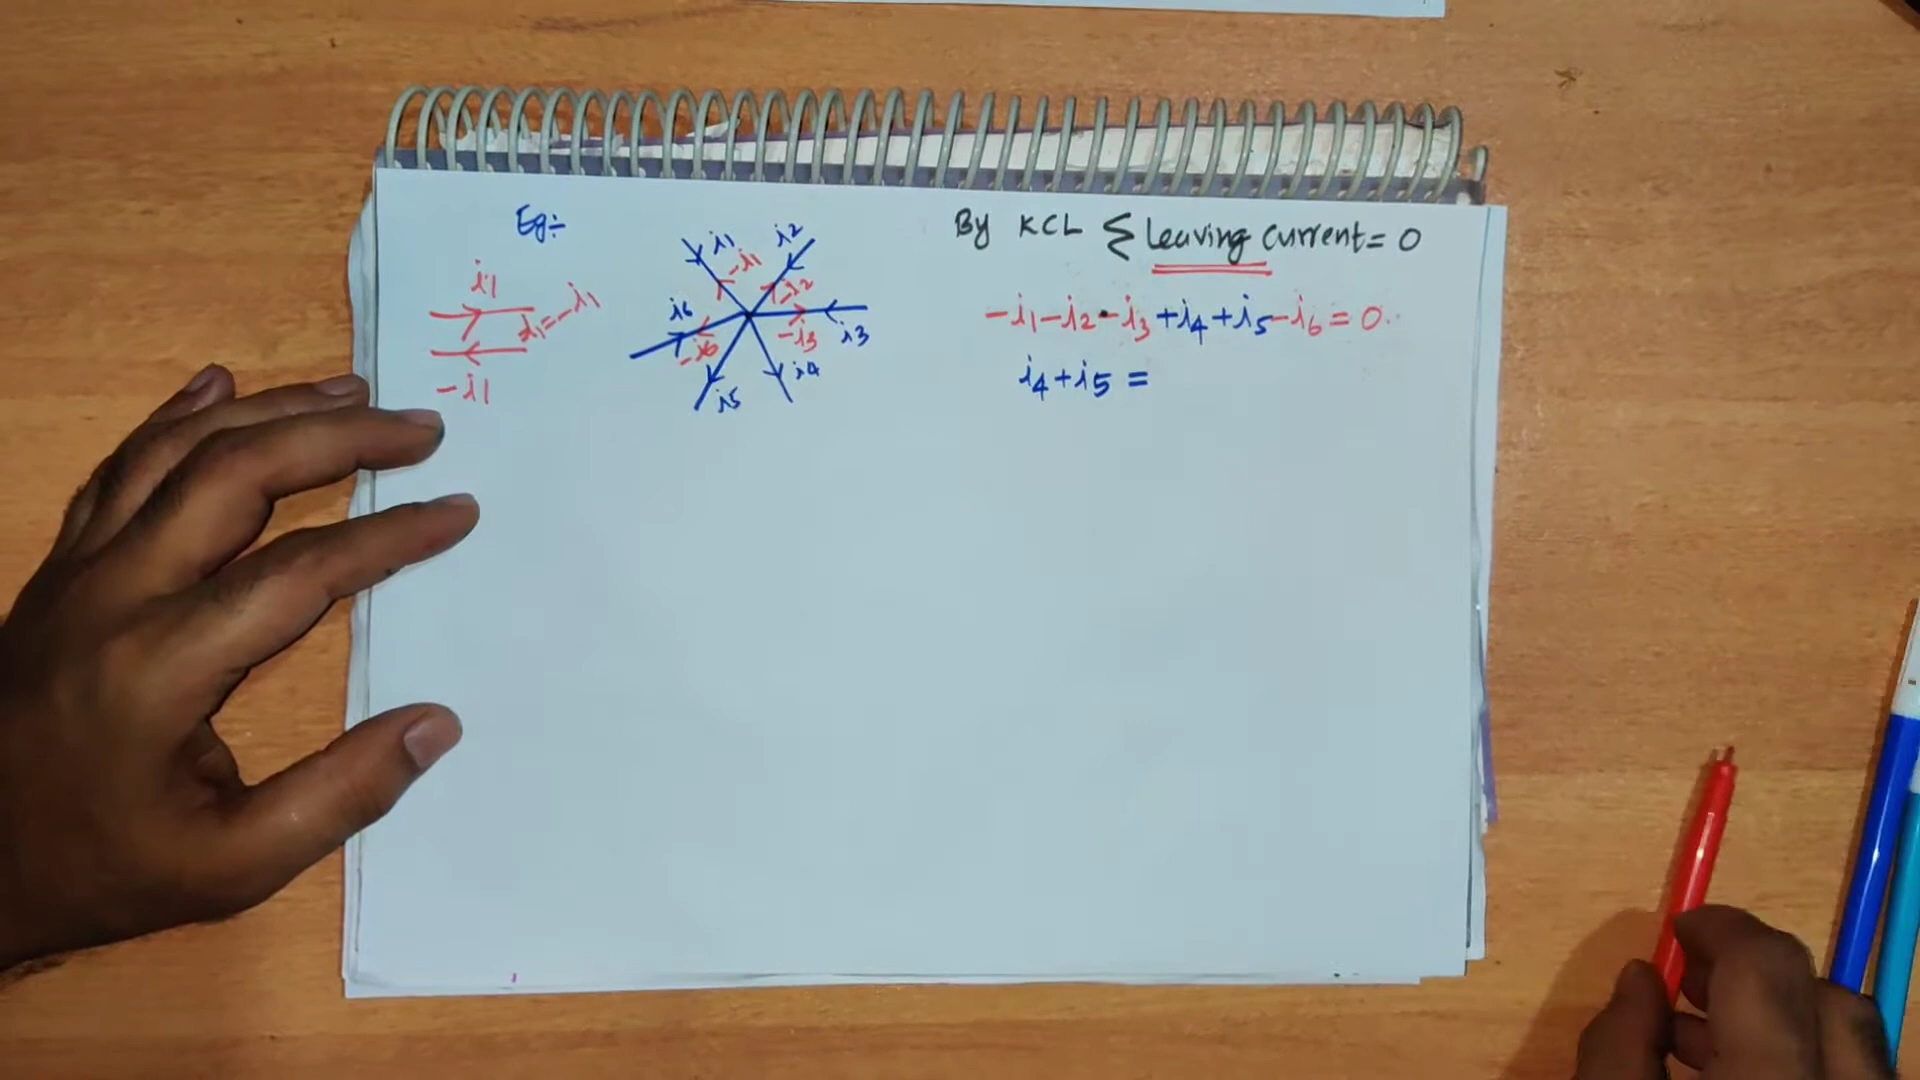 Eg:-
By KCL Σ Leaving current = 0
i1
i1=-i1
-i1
i1
-i1
i2
-i2
i3
-i3
i4
i5
i6
-i6
-i1-i2-i3+i4+i5-i6=0.
i4+i5=